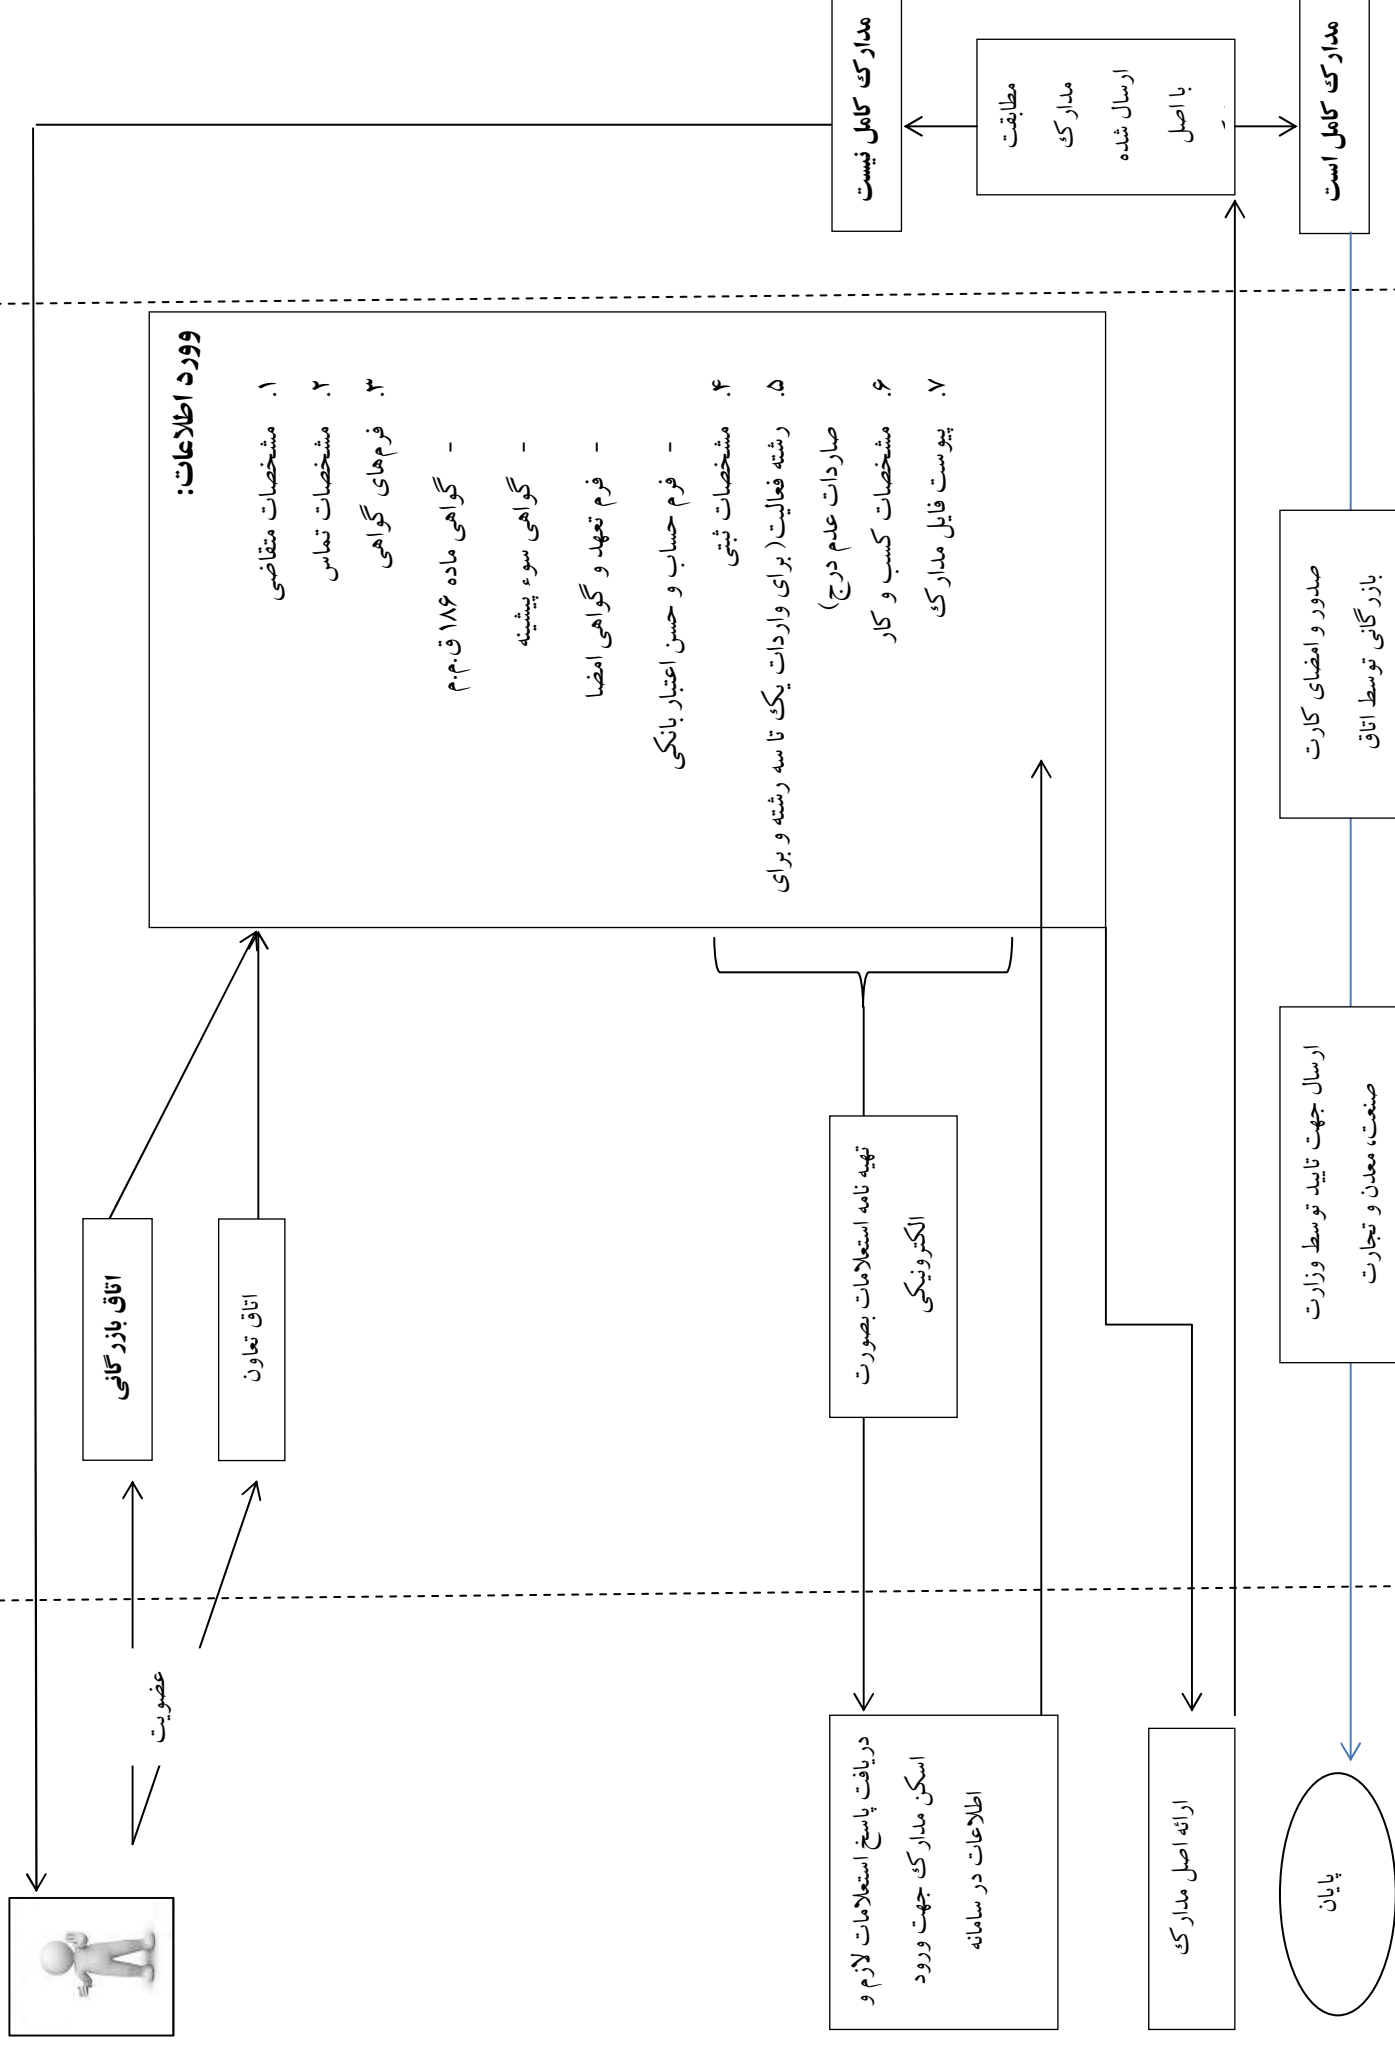 عضویت
اتاق بازرگانی
اتاق تعاون
وورد اطلاعات:
۱. مشخصات متقاضی
۲. مشخصات تماس
۳. فرم‌های گواهی
- گواهی ماده ۱۸۶ ق.م.م
- گواهی سوء پیشینه
- فرم تعهد و گواهی امضا
- فرم حساب و حسن اعتبار بانکی
۴. مشخصات ثبتی
۵. رشته فعالیت( برای واردات یک تا سه رشته و برای
صاردات عدم درج)
۶. مشخصات کسب و کار
۷. پیوست فایل مدارک
تهیه نامه استعلامات بصورت
الکترونیکی
دریافت پاسخ استعلامات لازم و
اسکن مدارک جهت ورود
اطلاعات در سامانه
ارائه اصل مدارک
مطابقت
مدارک
ارسال شده
با اصل
مدارک کامل نیست
مدارک کامل است
صدور و امضای کارت
بازرگانی توسط اتاق
ارسال جهت تایید توسط وزارت
صنعت، معدن و تجارت
پایان